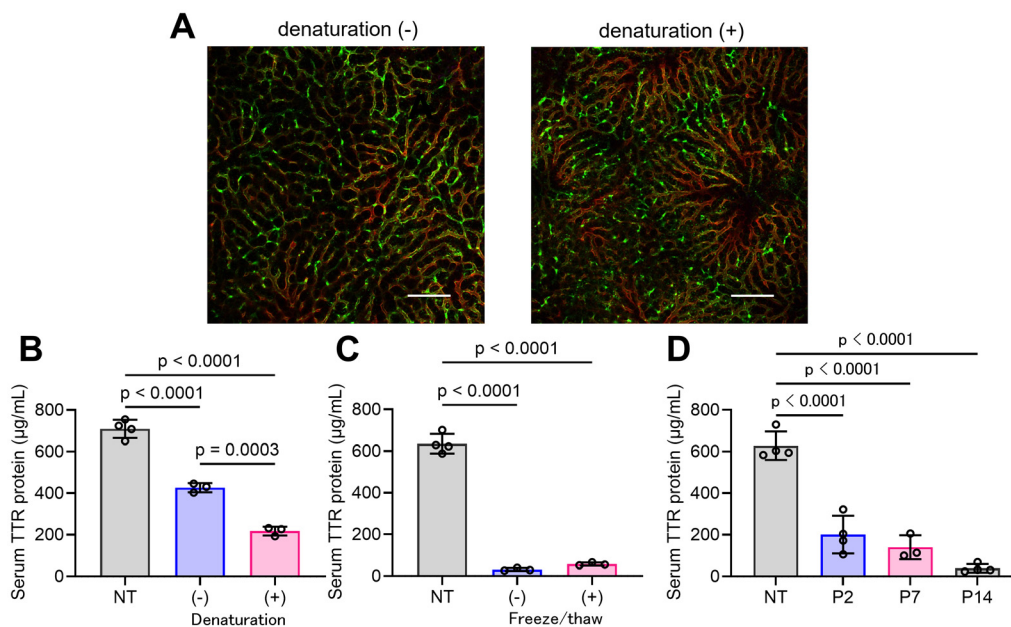 A
denaturation (-)
denaturation (+)
B
p < 0.0001
p < 0.0001
p = 0.0003
Serum TTR protein (µg/mL)
800
600
400
200
0
NT
(-)
(+)
Denaturation
C
p < 0.0001
p < 0.0001
Serum TTR protein (µg/mL)
800
600
400
200
0
NT
(-)
(+)
Freeze/thaw
D
p < 0.0001
p < 0.0001
p < 0.0001
Serum TTR protein (µg/mL)
800
600
400
200
0
NT
P2
P7
P14